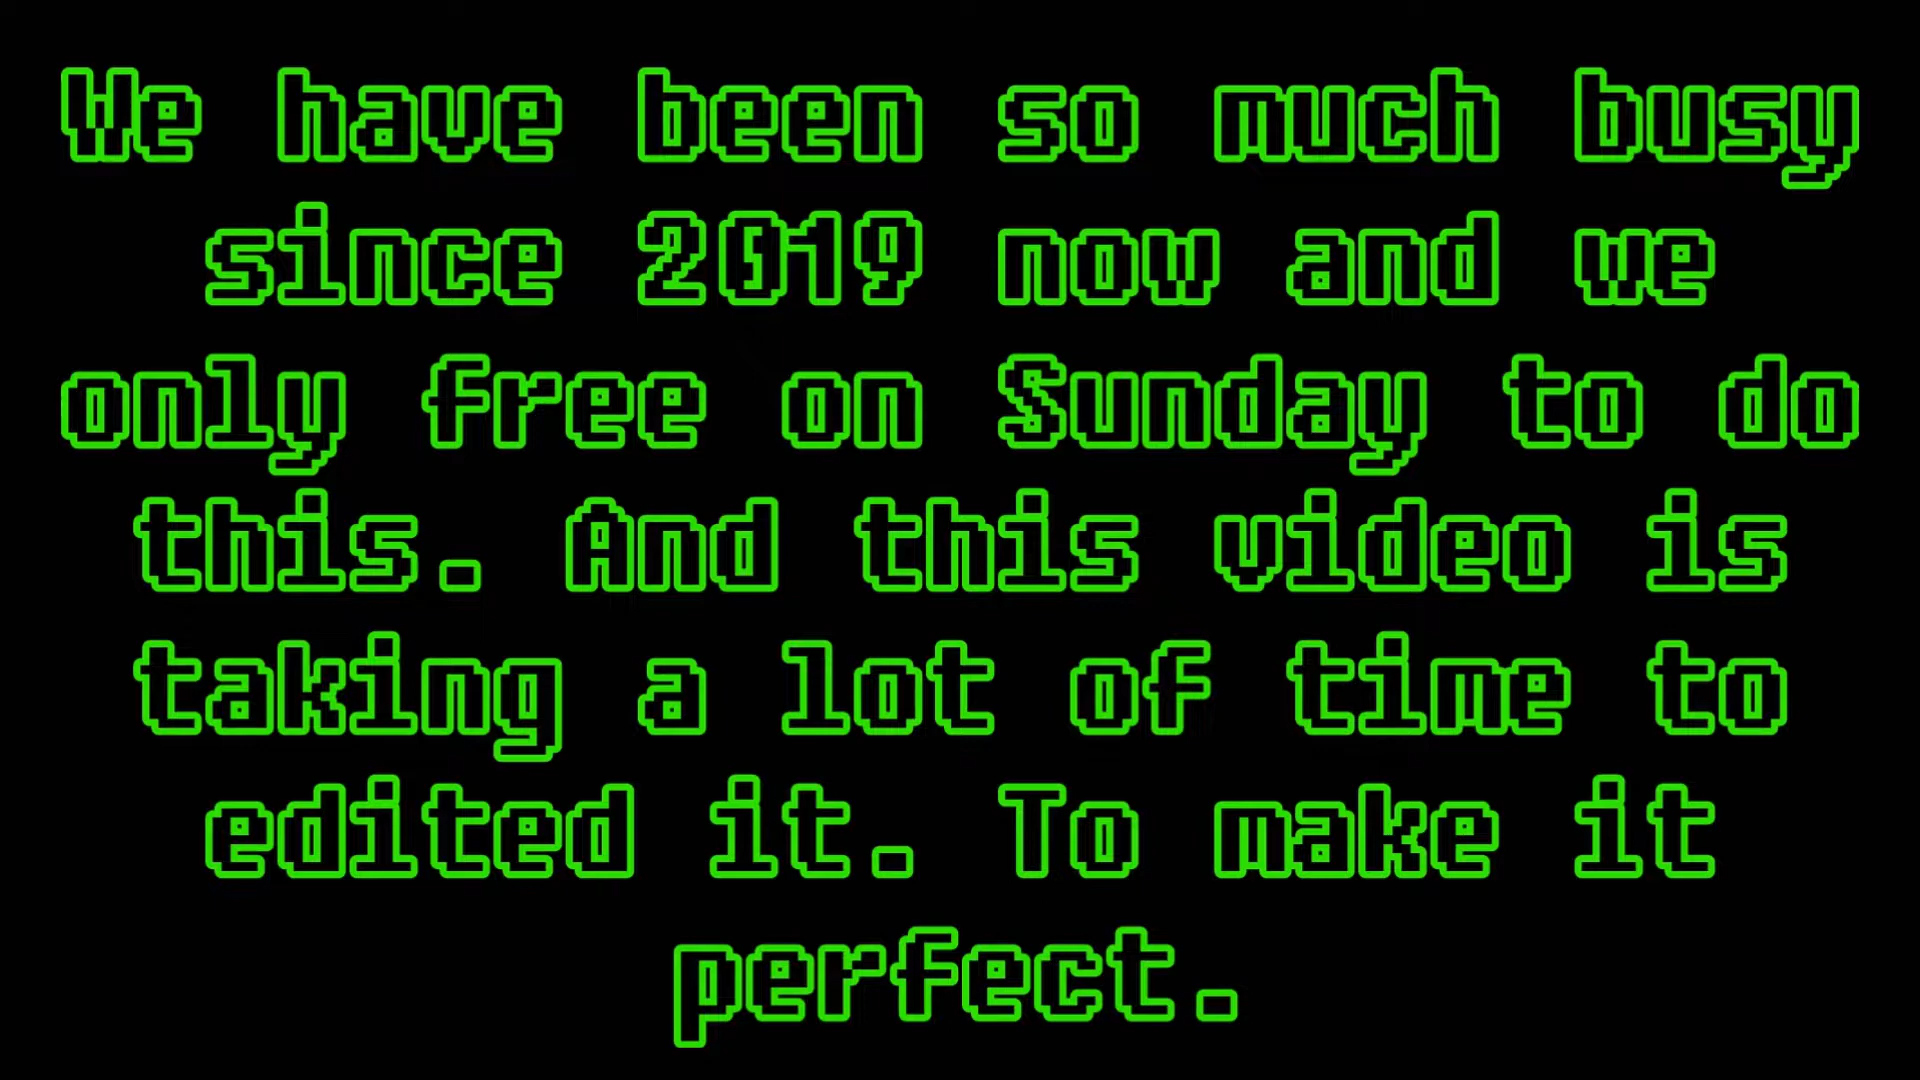 We have been so much busy
since 2019 now and we
only free on Sunday to do
this. And this video is
taking a lot of time to
edited it. To make it
perfect.